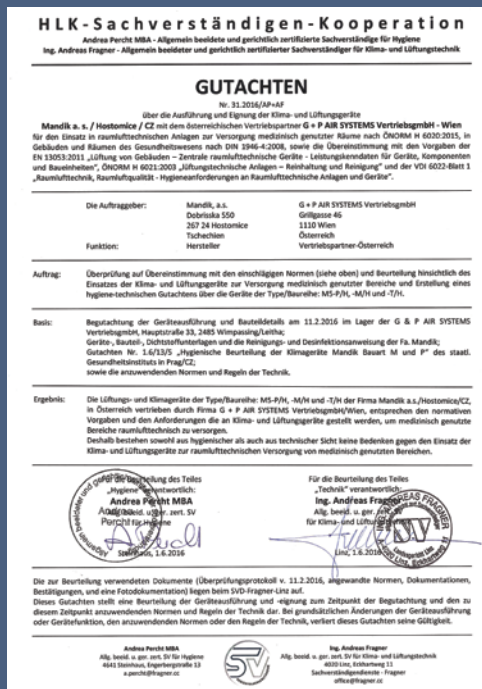 HLK-Sachverständigen-Kooperation
Andrea Percht MBA - Allgemein beeidete und gerichtlich zertifizierte Sachverständige für Hygiene
Ing. Andreas Fragner - Allgemein beeideter und gerichtlich zertifizierter Sachverständiger für Klima- und Lüftungstechnik
GUTACHTEN
Nr. 31.2016/AP+AF
über die Ausführung und Eignung der Klima- und Lüftungsgeräte
Mandik a. s. / Hostomice / CZ mit dem österreichischen Vertriebspartner G + P AIR SYSTEMS VertriebsgmbH - Wien
für den Einsatz in raumlufttechnischen Anlagen zur Versorgung medizinisch genutzter Räume nach ÖNORM H 6020:2015, in
Gebäuden und Räumen des Gesundheitswesens nach DIN 1946-4:2008, sowie die Übereinstimmung mit den Vorgaben der
EN 13053:2011 „Lüftung von Gebäuden – Zentrale raumlufttechnische Geräte - Leistungskenndaten für Geräte, Komponenten
und Baueinheiten", ÖNORM H 6021:2003 „lüftungstechnische Anlagen – Reinhaltung und Reinigung" und der VDI 6022-Blatt 1
„Raumlufttechnik, Raumluftqualität - Hygieneanforderungen an Raumlufttechnische Anlagen und Geräte".
Die Auftraggeber: Mandik, a.s. G + P AIR SYSTEMS VertriebsgmbH
Dobrisska 550 Grillgasse 46
267 24 Hostomice 1110 Wien
Tschechien Österreich
Funktion: Hersteller Vertriebspartner-Österreich
Auftrag: Überprüfung auf Übereinstimmung mit den einschlägigen Normen (siehe oben) und Beurteilung hinsichtlich des
Einsatzes der Klima- und Lüftungsgeräte zur Versorgung medizinisch genutzter Bereiche und Erstellung eines
hygiene-technischen Gutachtens über die Geräte der Type/Baureihe: MS-P/H, -M/H und -T/H.
Basis: Begutachtung der Geräteausführung und Bauteildetails am 11.2.2016 im Lager der G & P AIR SYSTEMS
VertriebsgmbH, Hauptstraße 33, 2485 Wimpassing/Leitha;
Geräte-, Bauteil-, Dichtstoffunterlagen und die Reinigungs- und Desinfektionsanweisung der Fa. Mandik;
Gutachten Nr. 1.6/13/5 „Hygienische Beurteilung der Klimageräte Mandik Bauart M und P" des staatl.
Gesundheitsinstituts in Prag/CZ;
sowie die anzuwendenden Normen und Regeln der Technik.
Ergebnis: Die Lüftungs- und Klimageräte der Type/Baureihe: MS-P/H, -M/H und -T/H der Firma Mandik a.s./Hostomice/CZ,
in Österreich vertrieben durch Firma G + P AIR SYSTEMS VertriebsgmbH/Wien, entsprechen den normativen
Vorgaben und den Anforderungen die an Klima- und Lüftungsgeräte gestellt werden, um medizinisch genutzte
Bereiche raumlufttechnisch zu versorgen.
Deshalb bestehen sowohl aus hygienischer als auch aus technischer Sicht keine Bedenken gegen den Einsatz der
Klima- und Lüftungsgeräte zur raumlufttechnischen Versorgung von medizinisch genutzten Bereichen.
Für die Beurteilung des Teiles Für die Beurteilung des Teiles
„Hygiene" verantwortlich: „Technik" verantwortlich:
Andrea Percht MBA Ing. Andreas Fragner
Allg. beeid. u. ger. zert. SV Allg. beeid. u. ger. zert. SV
für Hygiene für Klima- und Lüftungstechnik
Steinhaus, 1.6.2016 Linz, 1.6.2016
Die zur Beurteilung verwendeten Dokumente (Überprüfungsprotokoll v. 11.2.2016, angewandte Normen, Dokumentationen,
Bestätigungen, und eine Fotodokumentation) liegen beim SVD-Fragner-Linz auf.
Dieses Gutachten stellt eine Beurteilung der Geräteausführung und -eignung zum Zeitpunkt der Begutachtung und den zu
diesem Zeitpunkt anzuwendenden Normen und Regeln der Technik dar. Bei grundsätzlichen Änderungen der Geräteausführung
oder Gerätefunktion, den anzuwendenden Normen oder den Regeln der Technik, verliert dieses Gutachten seine Gültigkeit.
Andrea Percht MBA Ing. Andreas Fragner
Allg. beeid. u. ger. zert. SV für Hygiene Allg. beeid. u. ger. zert. SV für Klima- und Lüftungstechnik
4641 Steinhaus, Engerbergstraße 13 4020 Linz, Eckhartweg 11
a.percht@fragner.cc Sachverständigendienste - Fragner
office@fragner.cc
SV